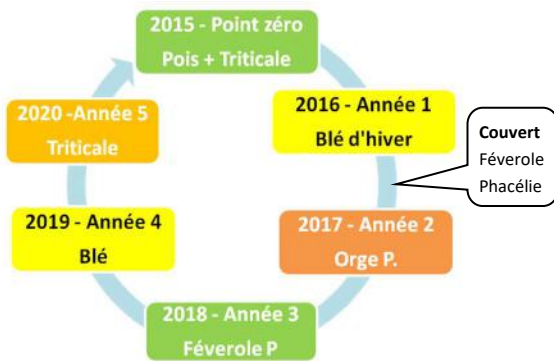 2015 - Point zéro
Pois + Triticale
2016 - Année 1
Blé d'hiver
Couvert
Féverole
Phacélie
2017 - Année 2
Orge P.
2018 - Année 3
Féverole P
2019 - Année 4
Blé
2020 -Année 5
Triticale